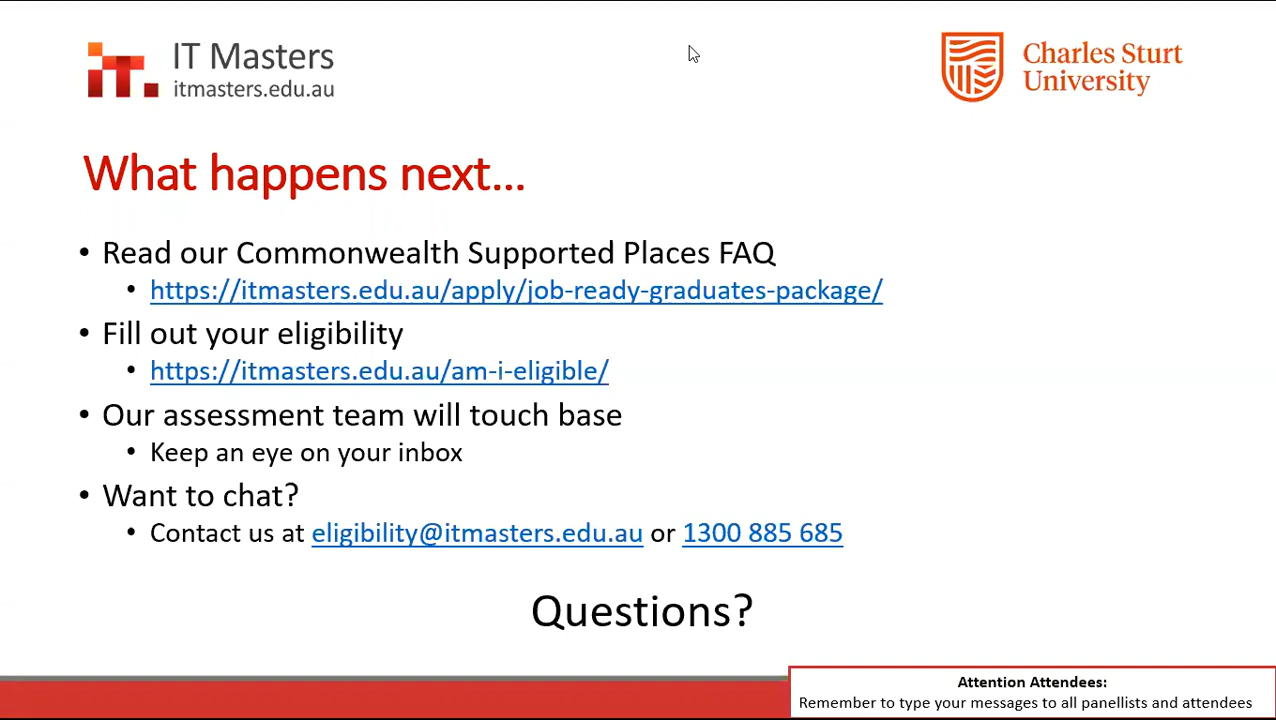 IT Masters
itmasters.edu.au
Charles Sturt
University
What happens next...
• Read our Commonwealth Supported Places FAQ
• https://itmasters.edu.au/apply/job-ready-graduates-package/
• Fill out your eligibility
• https://itmasters.edu.au/am-i-eligible/
• Our assessment team will touch base
• Keep an eye on your inbox
• Want to chat?
• Contact us at eligibility@itmasters.edu.au or 1300 885 685
Questions?
Attention Attendees:
Remember to type your messages to all panellists and attendees